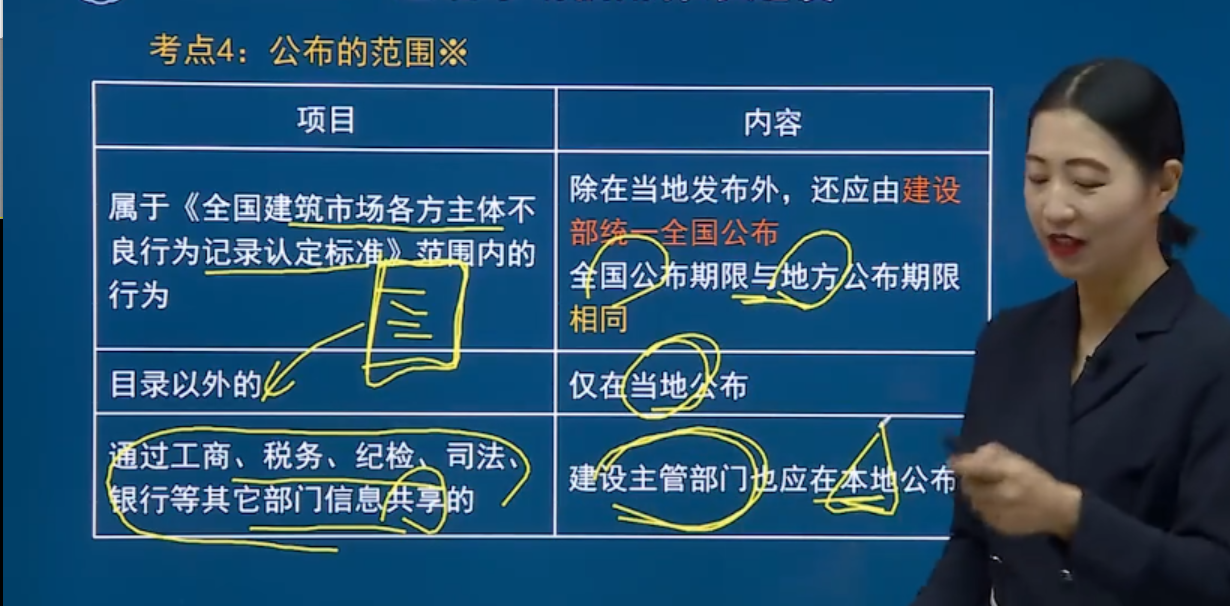 考点4：公布的范围※
项目
内容
属于《全国建筑市场各方主体不
良行为记录认定标准》范围内的
行为
除在当地发布外，还应由建设
部统一全国公布
全国公布期限与地方公布期限
相同
目录以外的
仅在当地公布
通过工商、税务、纪检、司法、
银行等其它部门信息共享的
建设主管部门也应在本地公布